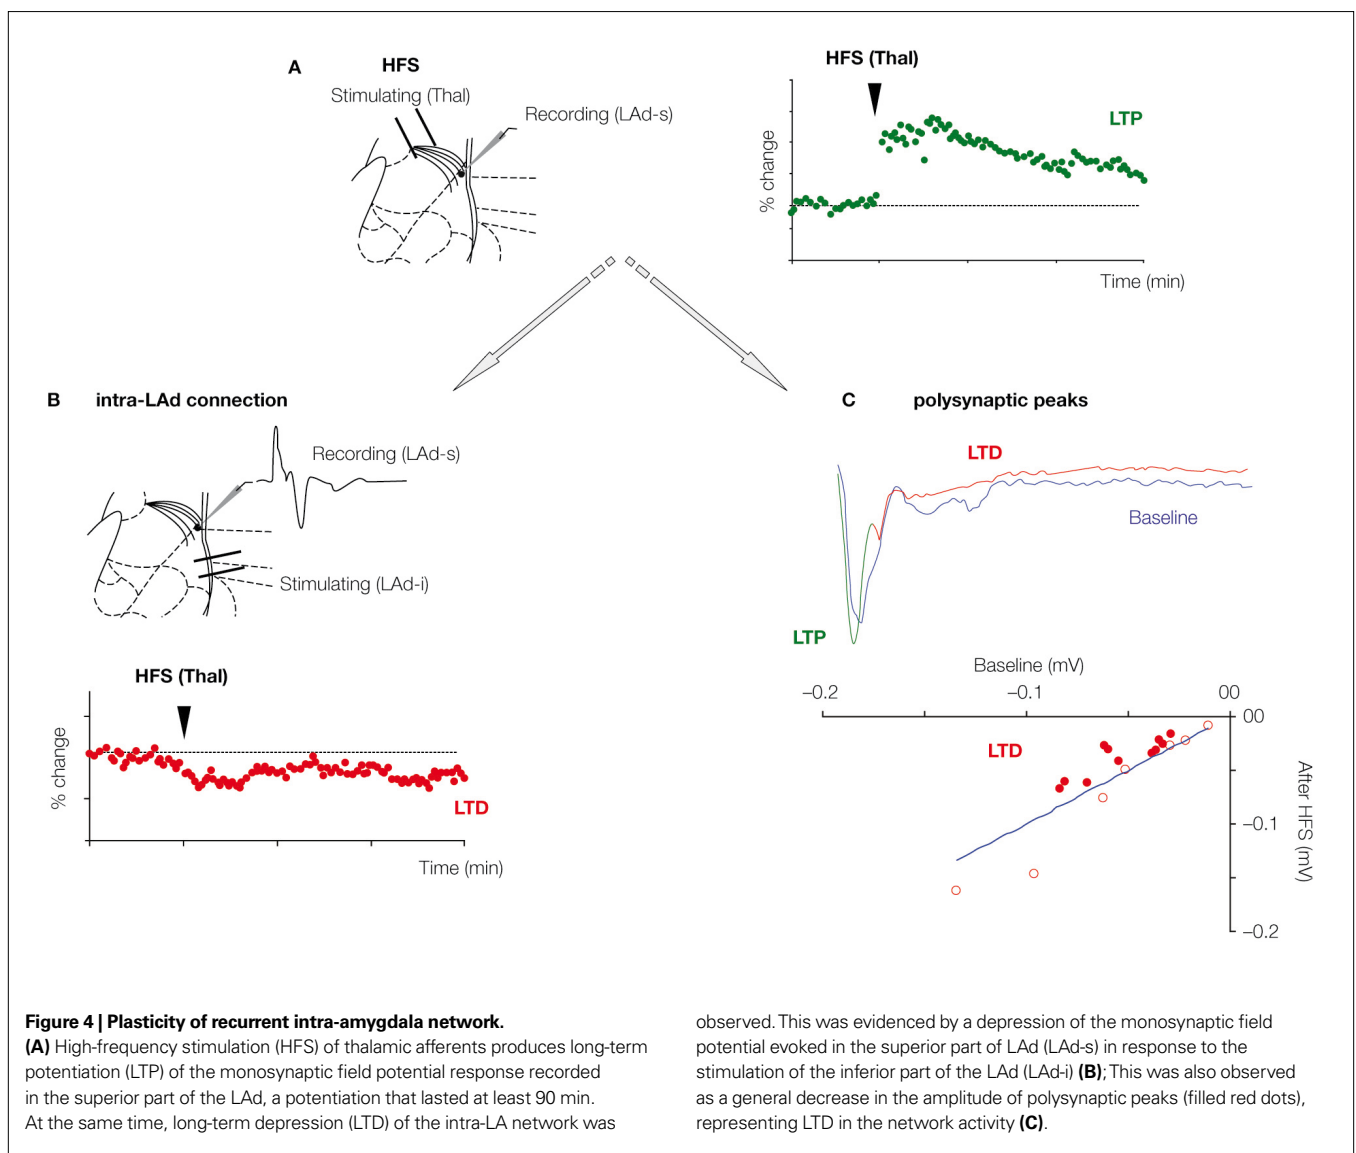 A
HFS
Stimulating (Thal)
Recording (LAd-s)
HFS (Thal)
LTP
% change
Time (min)
B
intra-LAd connection
Recording (LAd-s)
Stimulating (LAd-i)
HFS (Thal)
% change
LTD
Time (min)
C
polysynaptic peaks
LTD
Baseline
LTP
Baseline (mV)
–0.2
–0.1
00
00
LTD
–0.1
–0.2
After HFS (mV)
Figure 4 | Plasticity of recurrent intra-amygdala network.
(A) High-frequency stimulation (HFS) of thalamic afferents produces long-term
potentiation (LTP) of the monosynaptic field potential response recorded
in the superior part of the LAd, a potentiation that lasted at least 90 min.
At the same time, long-term depression (LTD) of the intra-LA network was
observed. This was evidenced by a depression of the monosynaptic field
potential evoked in the superior part of LAd (LAd-s) in response to the
stimulation of the inferior part of the LAd (LAd-i) (B); This was also observed
as a general decrease in the amplitude of polysynaptic peaks (filled red dots),
representing LTD in the network activity (C).